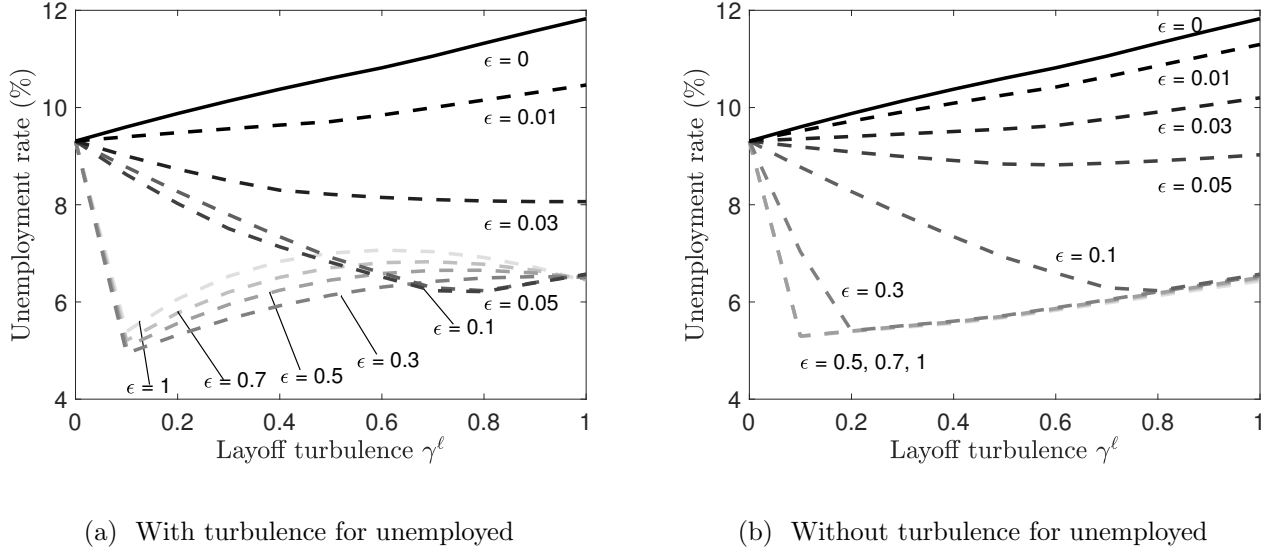 Unemployment rate (%)
12
10
8
6
4
0
0.2
0.4
0.6
0.8
1
Layoff turbulence γℓ
ϵ = 0
ϵ = 0.01
ϵ = 0.03
ϵ = 0.05
ϵ = 0.1
ϵ = 0.3
ϵ = 0.5
ϵ = 0.7
ϵ = 1
(a) With turbulence for unemployed
Unemployment rate (%)
12
10
8
6
4
0
0.2
0.4
0.6
0.8
1
Layoff turbulence γℓ
ϵ = 0
ϵ = 0.01
ϵ = 0.03
ϵ = 0.05
ϵ = 0.1
ϵ = 0.3
ϵ = 0.5, 0.7, 1
(b) Without turbulence for unemployed